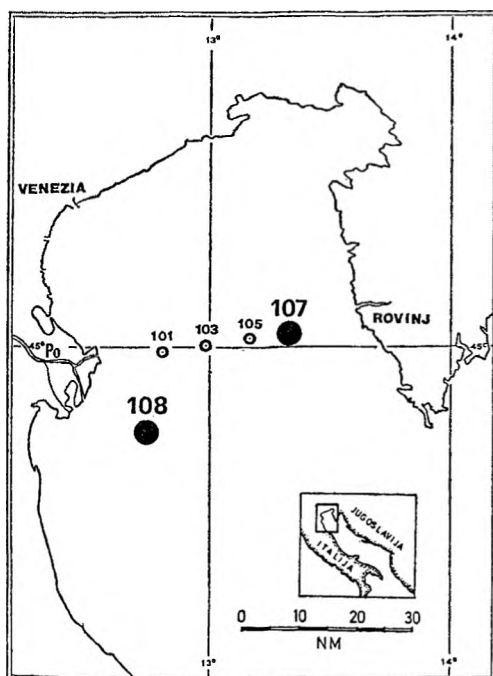 13°
14°
VENEZIA
107
103
105
101
ROVINJ
45°
PO
45°
108
JUGOSLAVIJA
ITALIJA
0 10 20 30
NM
13°
14°